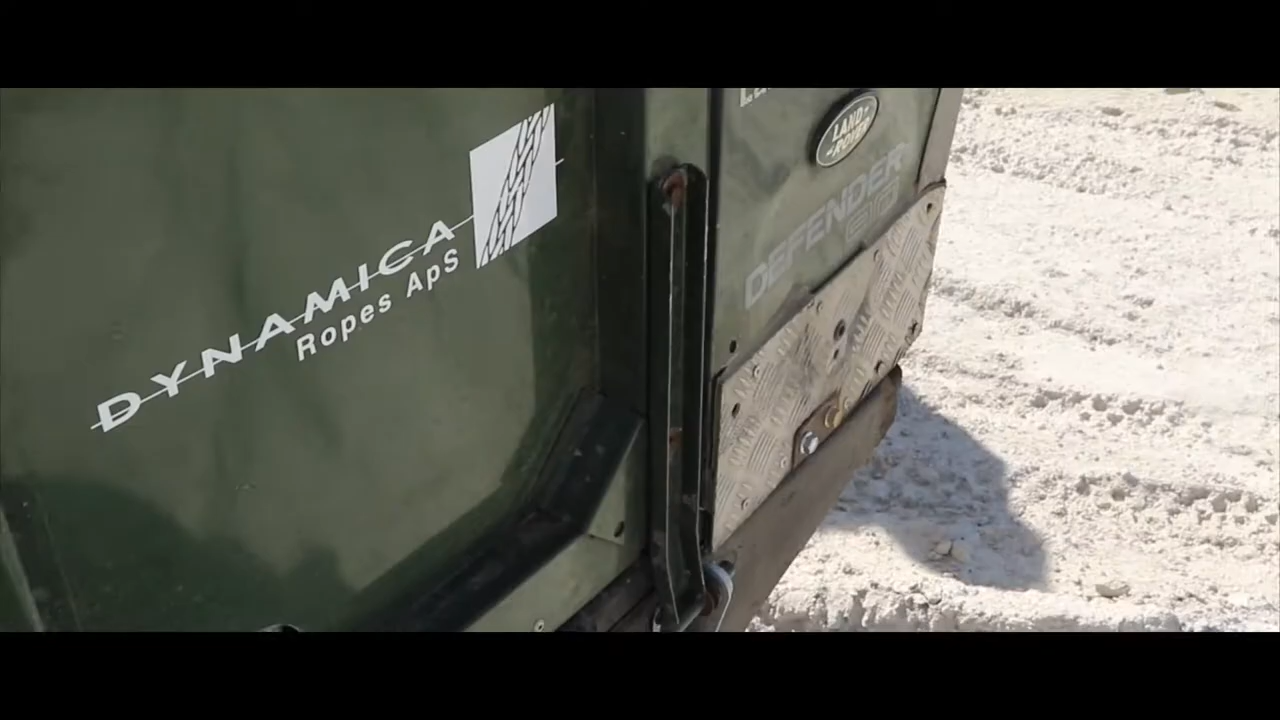 DYNAMICA
Ropes ApS
LAND-
-ROVER
DEFENDER